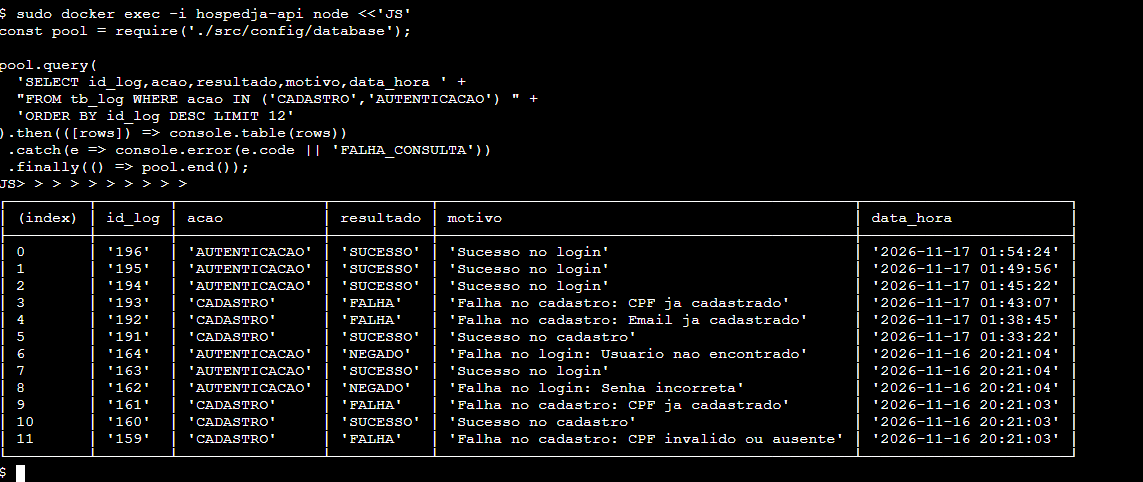 $ sudo docker exec -i hospedja-api node <<'JS'
const pool = require('./src/config/database');
pool.query(
  'SELECT id_log,acao,resultado,motivo,data_hora ' +
  "FROM tb_log WHERE acao IN ('CADASTRO','AUTENTICACAO') " +
  'ORDER BY id_log DESC LIMIT 12'
).then(([rows]) => console.table(rows))
 .catch(e => console.error(e.code || 'FALHA_CONSULTA'))
 .finally(() => pool.end());
JS> > > > > > > > > >
(index) | id_log | acao | resultado | motivo | data_hora
0 | '196' | 'AUTENTICACAO' | 'SUCESSO' | 'Sucesso no login' | '2026-11-17 01:54:24'
1 | '195' | 'AUTENTICACAO' | 'SUCESSO' | 'Sucesso no login' | '2026-11-17 01:49:56'
2 | '194' | 'AUTENTICACAO' | 'SUCESSO' | 'Sucesso no login' | '2026-11-17 01:45:22'
3 | '193' | 'CADASTRO' | 'FALHA' | 'Falha no cadastro: CPF ja cadastrado' | '2026-11-17 01:43:07'
4 | '192' | 'CADASTRO' | 'FALHA' | 'Falha no cadastro: Email ja cadastrado' | '2026-11-17 01:38:45'
5 | '191' | 'CADASTRO' | 'SUCESSO' | 'Sucesso no cadastro' | '2026-11-17 01:33:22'
6 | '164' | 'AUTENTICACAO' | 'NEGADO' | 'Falha no login: Usuario nao encontrado' | '2026-11-16 20:21:04'
7 | '163' | 'AUTENTICACAO' | 'SUCESSO' | 'Sucesso no login' | '2026-11-16 20:21:04'
8 | '162' | 'AUTENTICACAO' | 'NEGADO' | 'Falha no login: Senha incorreta' | '2026-11-16 20:21:04'
9 | '161' | 'CADASTRO' | 'FALHA' | 'Falha no cadastro: CPF ja cadastrado' | '2026-11-16 20:21:03'
10 | '160' | 'CADASTRO' | 'SUCESSO' | 'Sucesso no cadastro' | '2026-11-16 20:21:03'
11 | '159' | 'CADASTRO' | 'FALHA' | 'Falha no cadastro: CPF invalido ou ausente' | '2026-11-16 20:21:03'
$